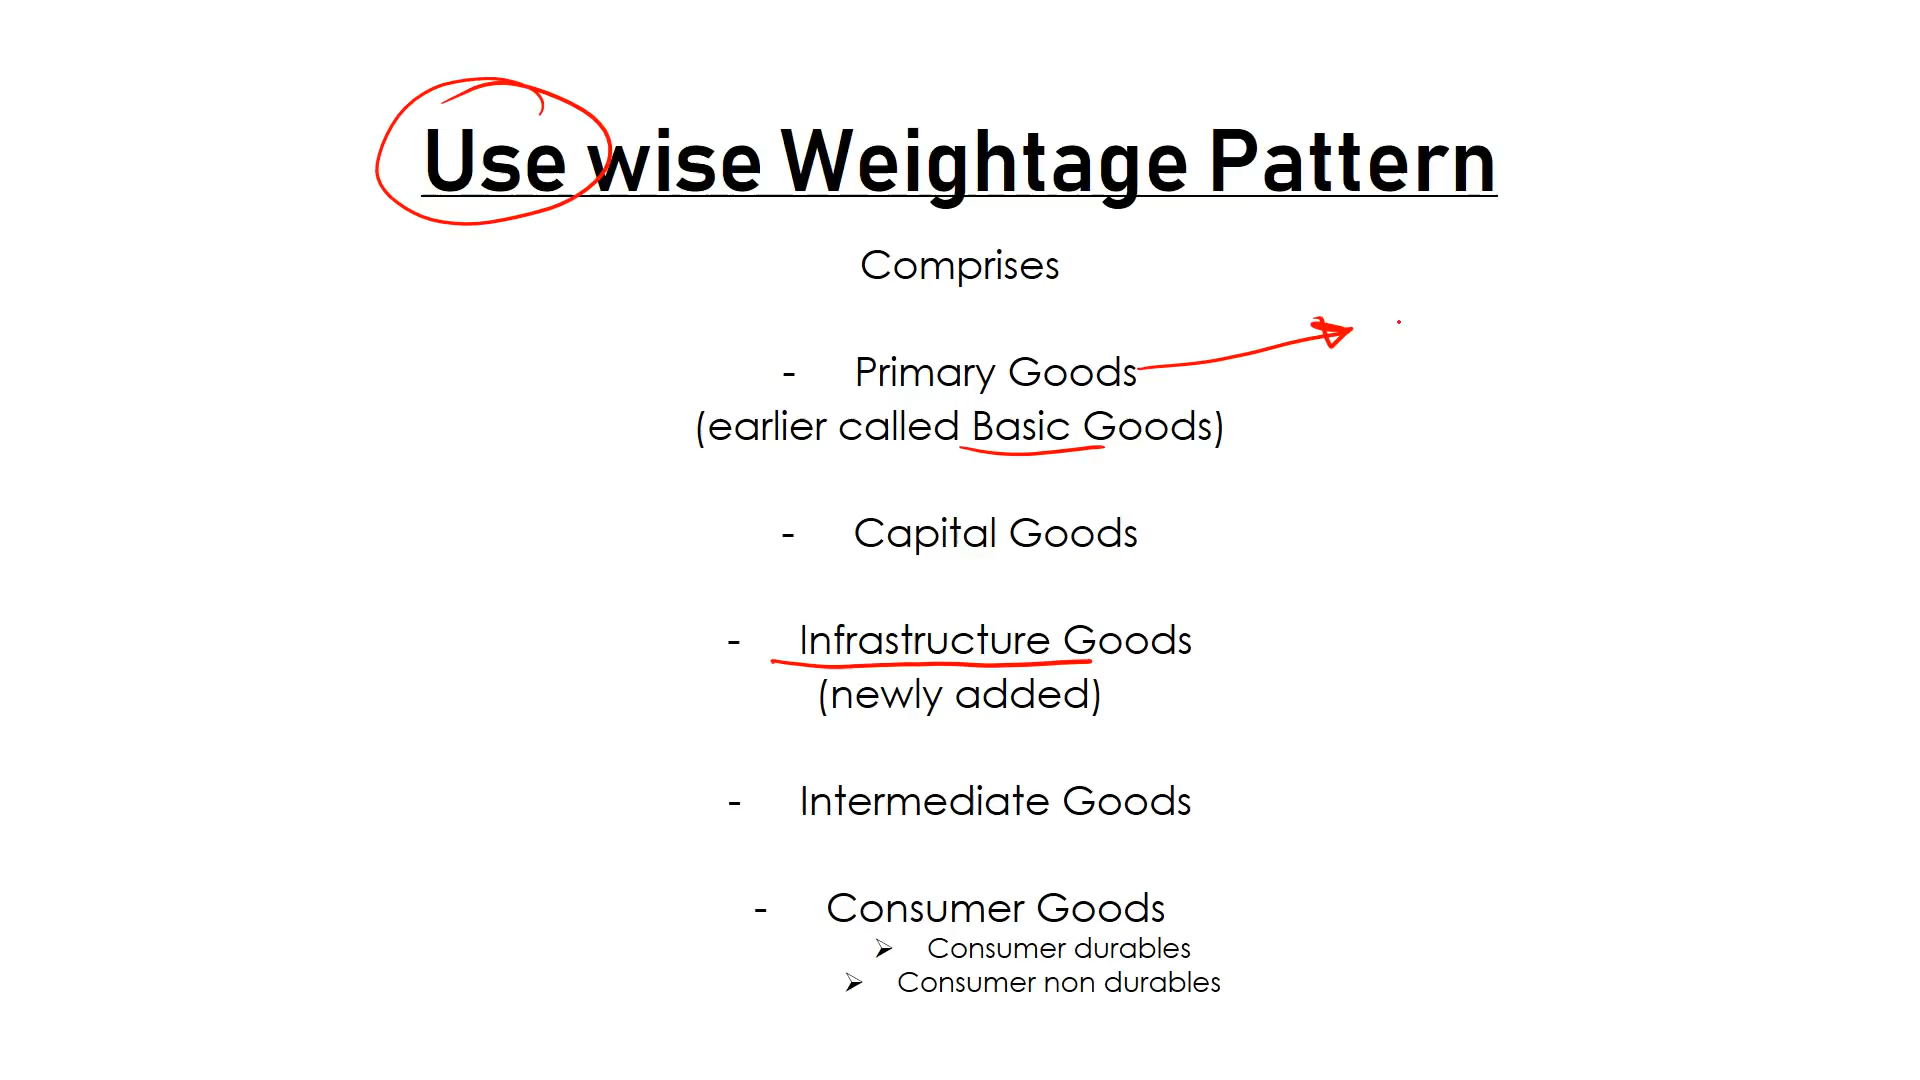 Use wise Weightage Pattern
Comprises
- Primary Goods
(earlier called Basic Goods)
- Capital Goods
- Infrastructure Goods
(newly added)
- Intermediate Goods
- Consumer Goods
➢ Consumer durables
➢ Consumer non durables